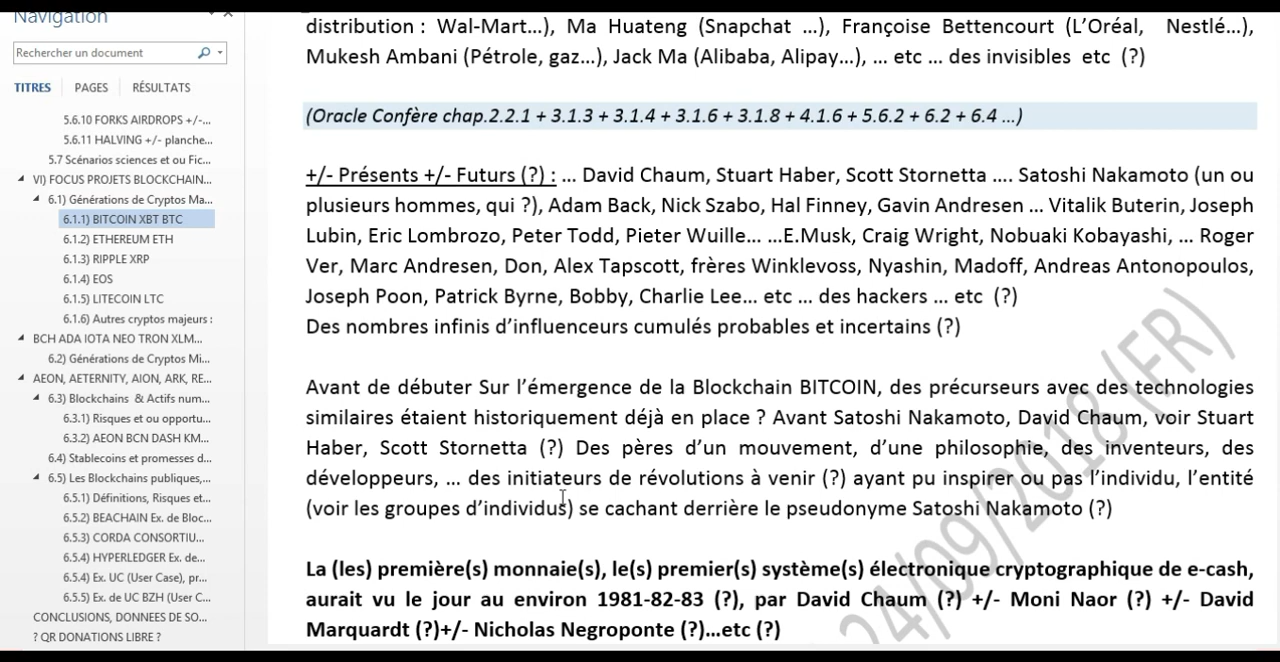 Navigation
Rechercher un document
TITRES PAGES RÉSULTATS
5.6.10 FORKS AIRDROPS +/-...
5.6.11 HALVING +/- planche...
5.7 Scénarios sciences et ou Fic...
VI) FOCUS PROJETS BLOCKCHAIN...
6.1) Générations de Cryptos Ma...
6.1.1) BITCOIN XBT BTC
6.1.2) ETHEREUM ETH
6.1.3) RIPPLE XRP
6.1.4) EOS
6.1.5) LITECOIN LTC
6.1.6) Autres cryptos majeurs :
BCH ADA IOTA NEO TRON XLM...
6.2) Générations de Cryptos Mi...
AEON, AETERNITY, AION, ARK, RE...
6.3) Blockchains & Actifs num...
6.3.1) Risques et ou opportu...
6.3.2) AEON BCN DASH KM...
6.4) Stablecoins et promesses d...
6.5) Les Blockchains publiques,...
6.5.1) Définitions, Risques et...
6.5.2) BEACHAIN Ex. de Bloc...
6.5.3) CORDA CONSORTIU...
6.5.4) HYPERLEDGER Ex. de...
6.5.4) Ex. UC (User Case), pr...
6.5.5) Ex. de UC BZH (User C...
CONCLUSIONS, DONNEES DE SO...
? QR DONATIONS LIBRE ?
distribution : Wal-Mart...), Ma Huateng (Snapchat ...), Françoise Bettencourt (L’Oréal, Nestlé...),
Mukesh Ambani (Pétrole, gaz...), Jack Ma (Alibaba, Alipay...), ... etc ... des invisibles etc (?)
(Oracle Confère chap.2.2.1 + 3.1.3 + 3.1.4 + 3.1.6 + 3.1.8 + 4.1.6 + 5.6.2 + 6.2 + 6.4 ...)
+/- Présents +/- Futurs (?) : ... David Chaum, Stuart Haber, Scott Stornetta .... Satoshi Nakamoto (un ou
plusieurs hommes, qui ?), Adam Back, Nick Szabo, Hal Finney, Gavin Andresen ... Vitalik Buterin, Joseph
Lubin, Eric Lombrozo, Peter Todd, Pieter Wuille... ...E.Musk, Craig Wright, Nobuaki Kobayashi, ... Roger
Ver, Marc Andresen, Don, Alex Tapscott, frères Winklevoss, Nyashin, Madoff, Andreas Antonopoulos,
Joseph Poon, Patrick Byrne, Bobby, Charlie Lee... etc ... des hackers ... etc (?)
Des nombres infinis d’influenceurs cumulés probables et incertains (?)
Avant de débuter Sur l’émergence de la Blockchain BITCOIN, des précurseurs avec des technologies
similaires étaient historiquement déjà en place ? Avant Satoshi Nakamoto, David Chaum, voir Stuart
Haber, Scott Stornetta (?) Des pères d’un mouvement, d’une philosophie, des inventeurs, des
développeurs, ... des initiateurs de révolutions à venir (?) ayant pu inspirer ou pas l’individu, l’entité
(voir les groupes d’individus) se cachant derrière le pseudonyme Satoshi Nakamoto (?)
La (les) première(s) monnaie(s), le(s) premier(s) système(s) électronique cryptographique de e-cash,
aurait vu le jour au environ 1981-82-83 (?), par David Chaum (?) +/- Moni Naor (?) +/- David
Marquardt (?)+/- Nicholas Negroponte (?)...etc (?)
24/09/2018 (FR)